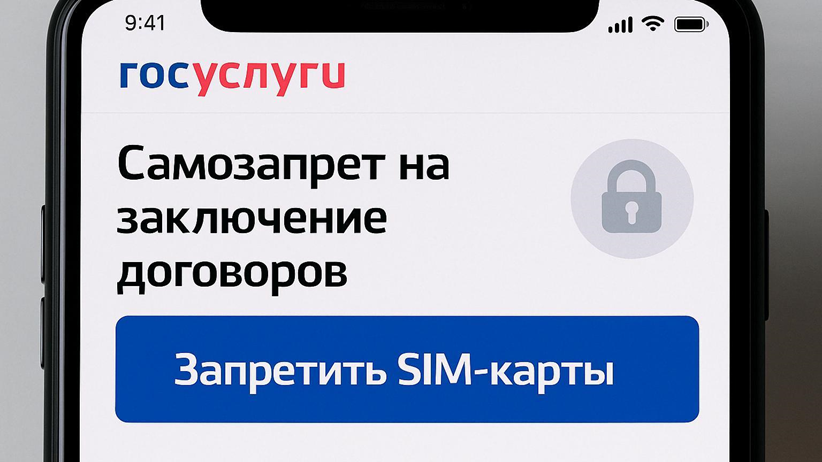 9:41
госуслуги
Самозапрет на
заключение
договоров
Запретить SIM-карты